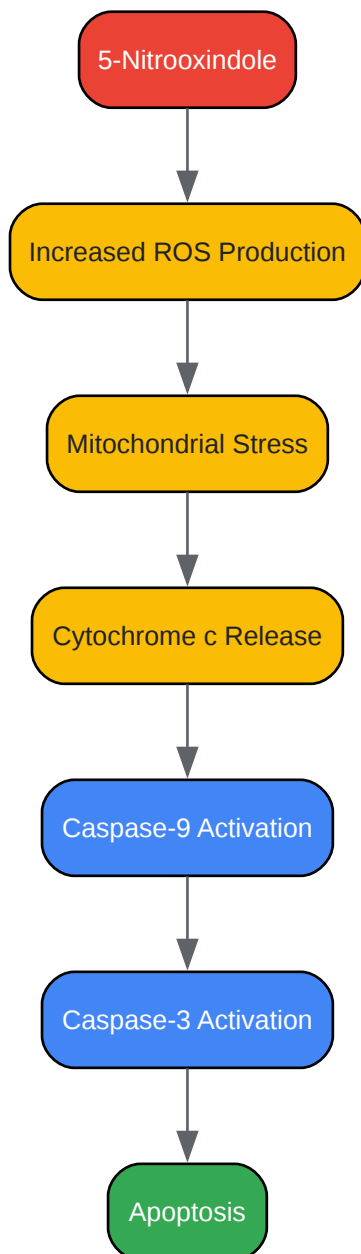 5-Nitrooxindole
Increased ROS Production
Mitochondrial Stress
Cytochrome c Release
Caspase-9 Activation
Caspase-3 Activation
Apoptosis